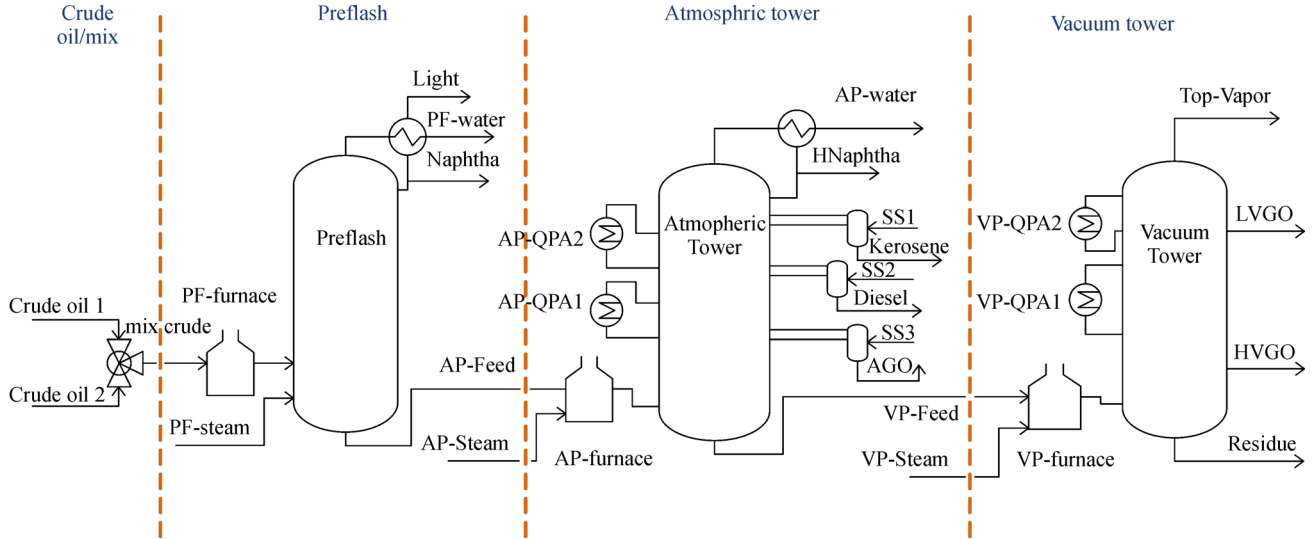 Crude
oil/mix
Preflash
Atmosphric tower
Vacuum tower
Light
PF-water
Naphtha
Preflash
PF-furnace
Crude oil 1
mix crude
Crude oil 2
PF-steam
AP-water
HNaphtha
AP-QPA2
Atmopheric
Tower
SS1
Kerosene
SS2
AP-QPA1
Diesel
SS3
AGO
AP-Feed
AP-Steam
AP-furnace
Top-Vapor
VP-QPA2
LVGO
Vacuum
Tower
VP-QPA1
HVGO
VP-Feed
VP-Steam
VP-furnace
Residue